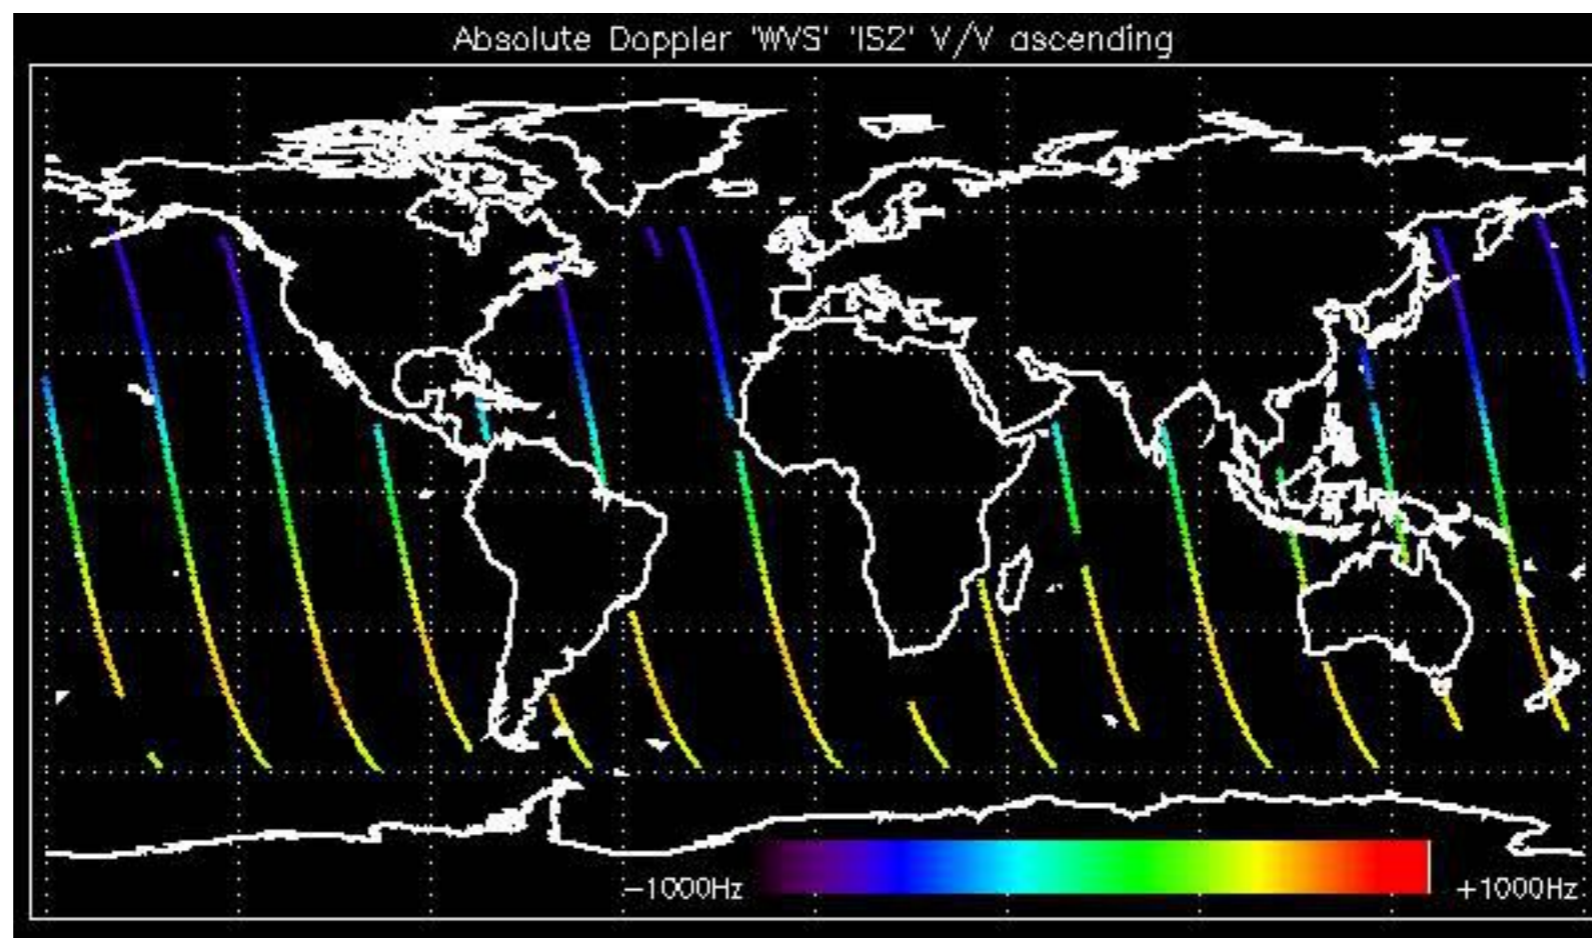 Absolute Doppler 'WVS' 'IS2' V/V ascending
-1000Hz +1000Hz